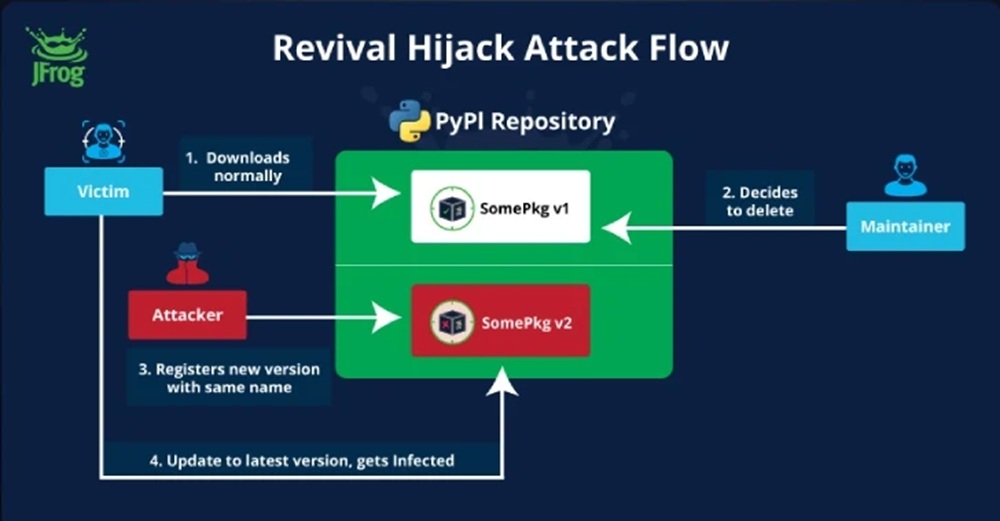 JFrog
Revival Hijack Attack Flow
PyPI Repository
Victim
1. Downloads
normally
SomePkg v1
2. Decides
to delete
Maintainer
Attacker
SomePkg v2
3. Registers new version
with same name
4. Update to latest version, gets Infected